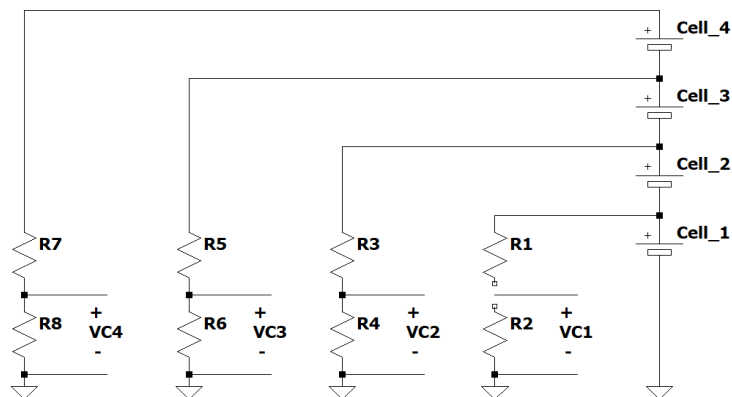 + Cell_4
+ Cell_3
+ Cell_2
+ Cell_1
R7 R5 R3 R1
R8 R6 R4 R2
+ + + +
VC4 VC3 VC2 VC1
- - - -